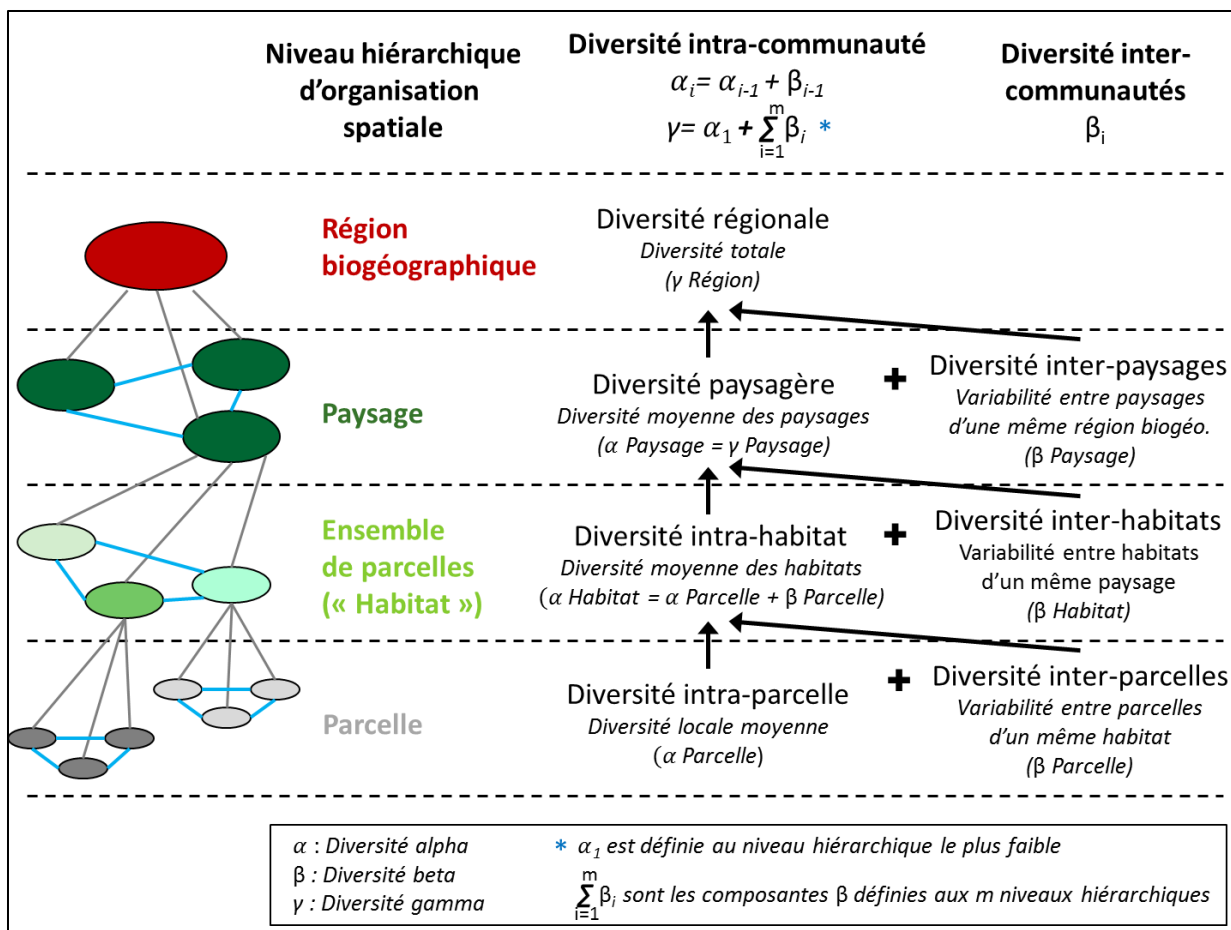 Niveau hiérarchique
d'organisation
spatiale
Diversité intra-communauté
αi= αi-1 + βi-1
γ= α1 + ∑βi *
m
i=1
Diversité inter-
communautés
βi
Région
biogéographique
Diversité régionale
Diversité totale
(γ Région)
Paysage
Diversité paysagère
Diversité moyenne des paysages
(α Paysage = γ Paysage)
+
Diversité inter-paysages
Variabilité entre paysages
d'une même région biogéo.
(β Paysage)
Ensemble
de parcelles
(« Habitat »)
Diversité intra-habitat
Diversité moyenne des habitats
(α Habitat = α Parcelle + β Parcelle)
+
Diversité inter-habitats
Variabilité entre habitats
d'un même paysage
(β Habitat)
Parcelle
Diversité intra-parcelle
Diversité locale moyenne
(α Parcelle)
+
Diversité inter-parcelles
Variabilité entre parcelles
d'un même habitat
(β Parcelle)
α : Diversité alpha
β : Diversité beta
γ : Diversité gamma
* α1 est définie au niveau hiérarchique le plus faible
m
∑βi sont les composantes β définies aux m niveaux hiérarchiques
i=1